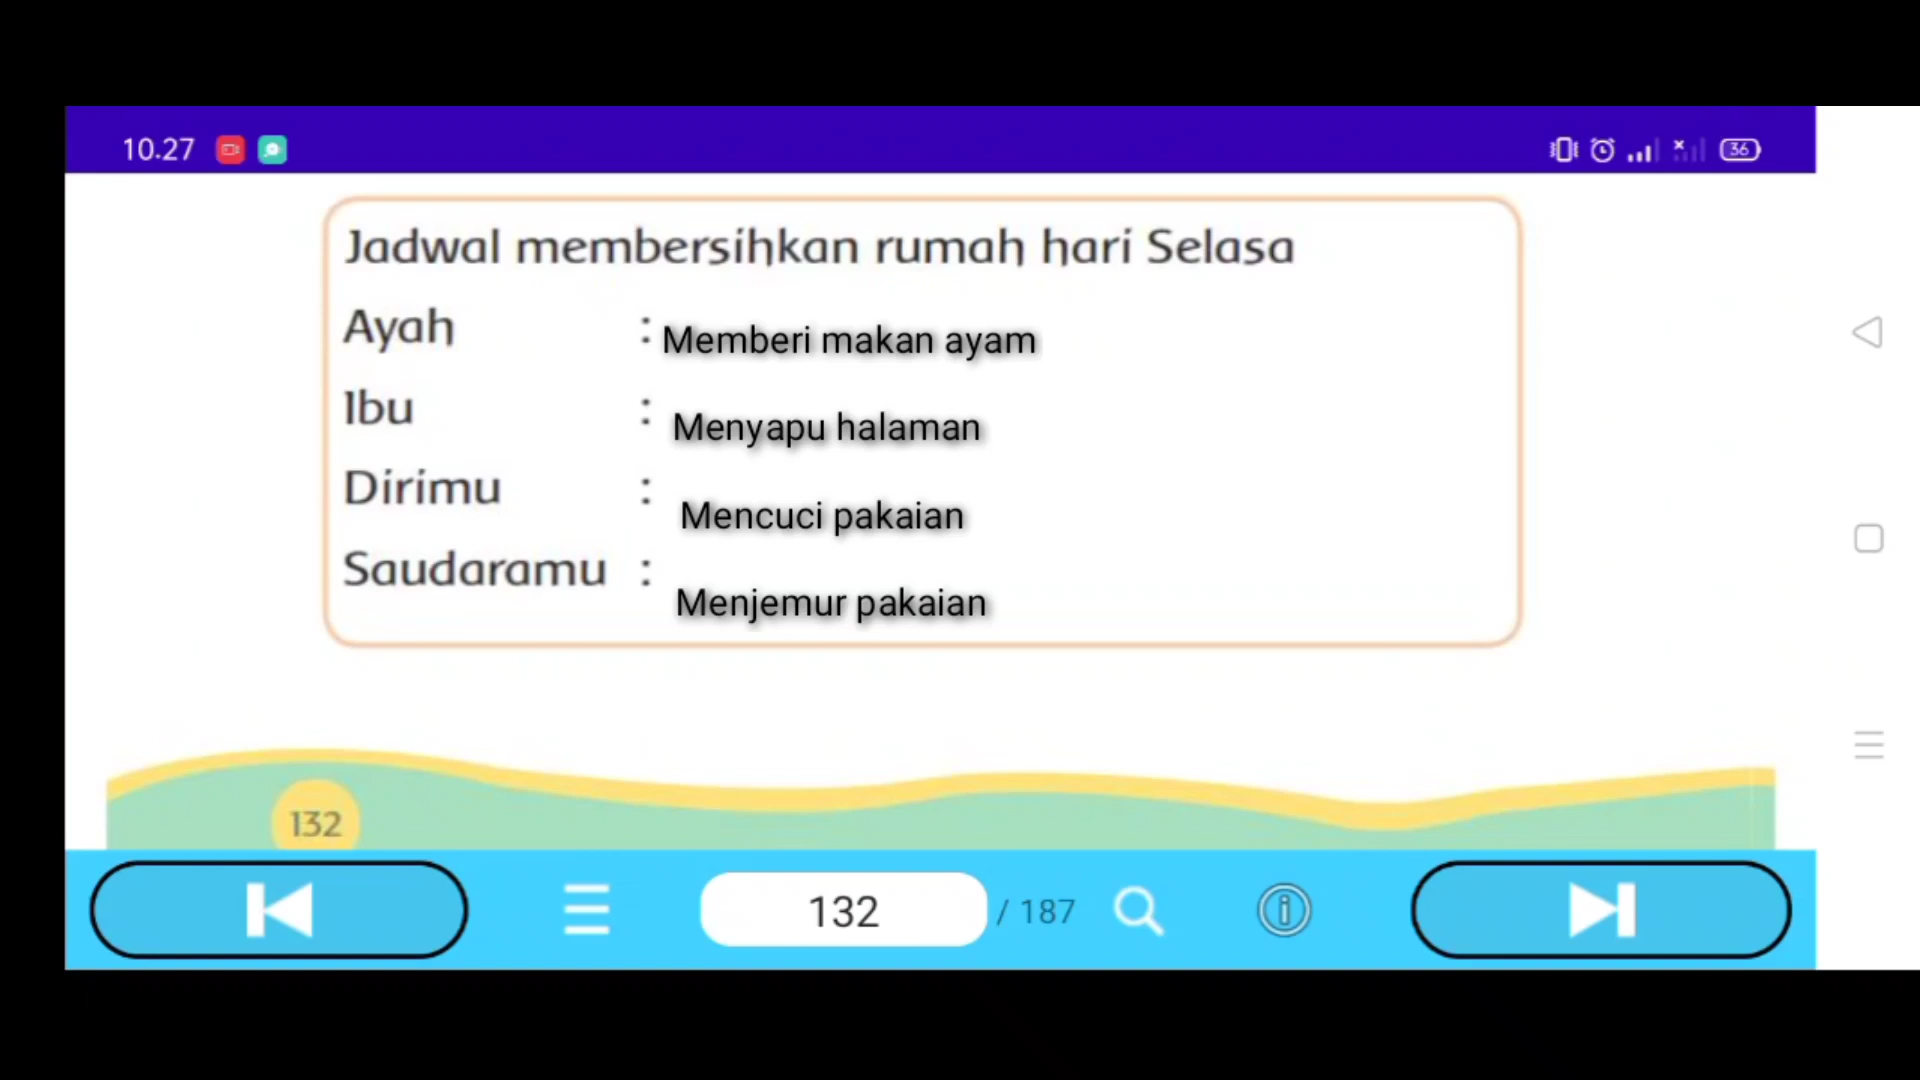 10.27
36
Jadwal membersihkan rumah hari Selasa
Ayah : Memberi makan ayam
Ibu : Menyapu halaman
Dirimu : Mencuci pakaian
Saudaramu : Menjemur pakaian
132
132 / 187